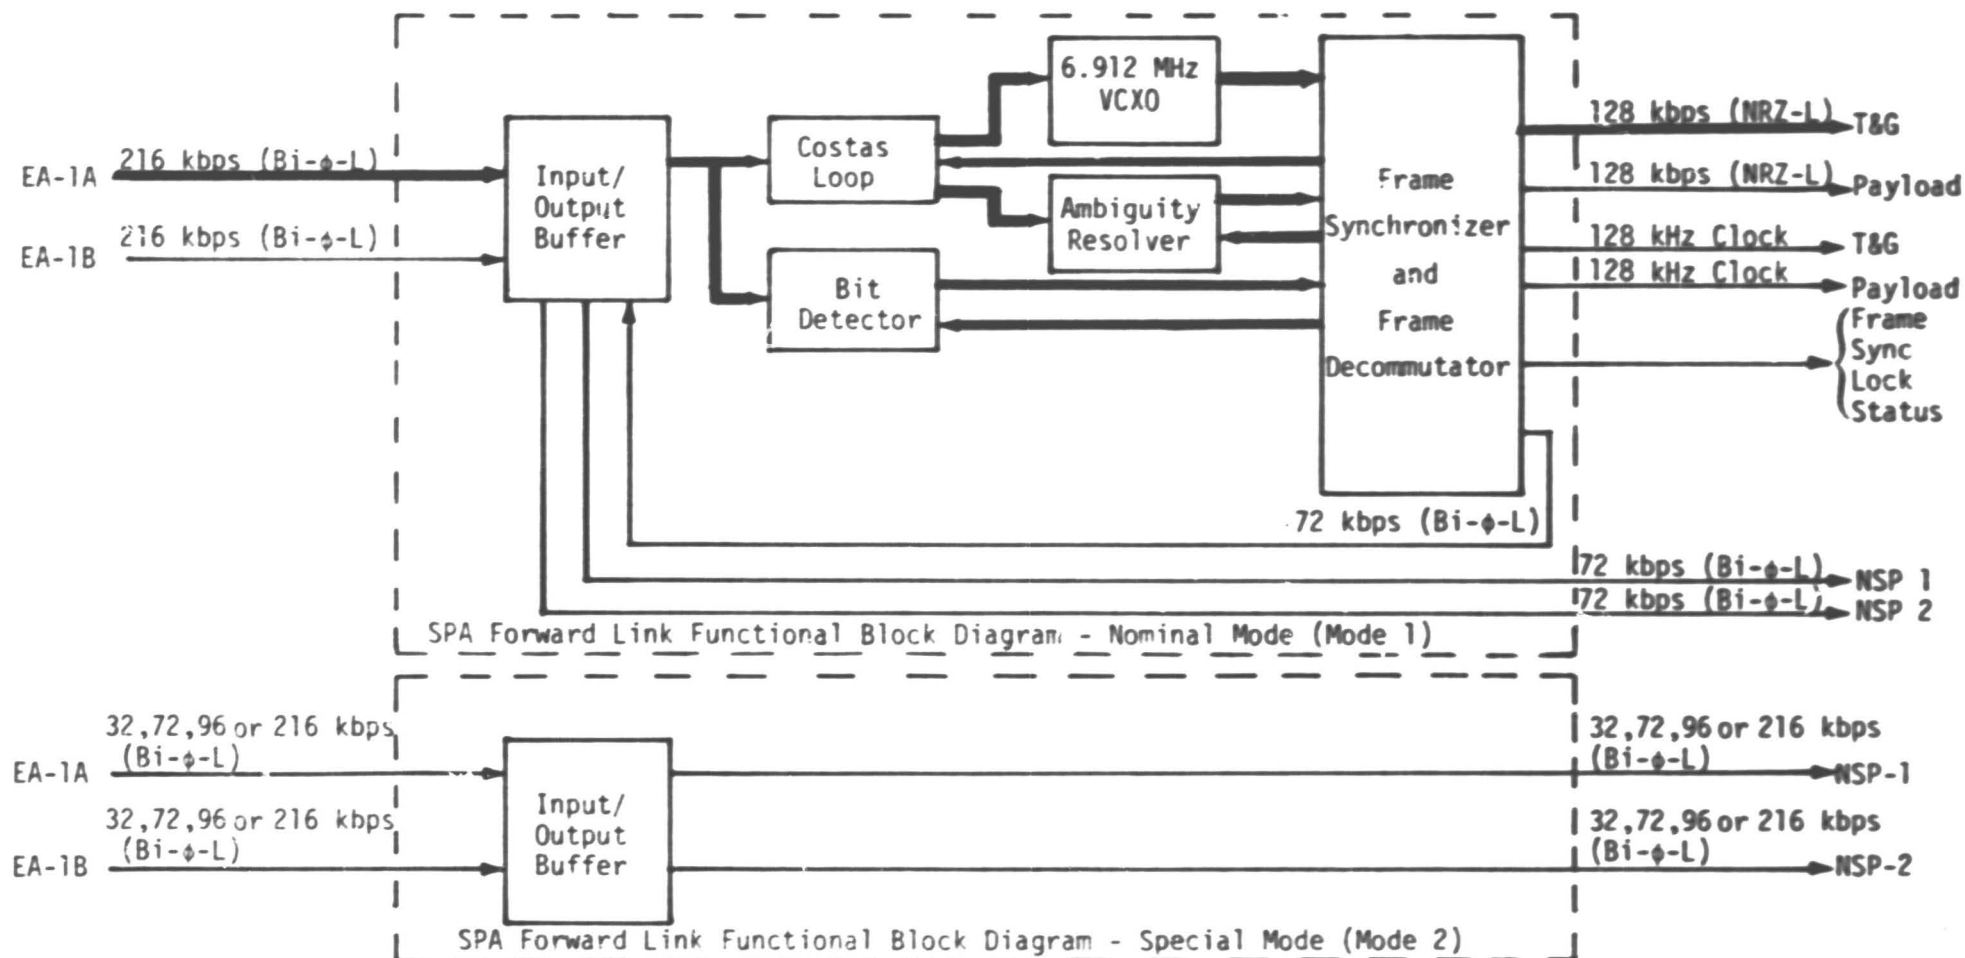 6.912 MHz
VCXO
128 kbps (NRZ-L)
T&G
Costas
Loop
216 kbps (Bi-ϕ-L)
EA-1A
Input/
Output
Buffer
Frame
Synchronizer
and
Frame
Decommutator
128 kbps (NRZ-L)
Payload
Ambiguity
Resolver
216 kbps (Bi-ϕ-L)
EA-1B
128 kHz Clock
T&G
128 kHz Clock
Payload
Bit
Detector
Frame
Sync
Lock
Status
72 kbps (Bi-ϕ-L)
72 kbps (Bi-ϕ-L)
NSP 1
72 kbps (Bi-ϕ-L)
NSP 2
SPA Forward Link Functional Block Diagram - Nominal Mode (Mode 1)
32,72,96 or 216 kbps
(Bi-ϕ-L)
EA-1A
32,72,96 or 216 kbps
(Bi-ϕ-L)
NSP-1
Input/
Output
Buffer
32,72,96 or 216 kbps
(Bi-ϕ-L)
EA-1B
32,72,96 or 216 kbps
(Bi-ϕ-L)
NSP-2
SPA Forward Link Functional Block Diagram - Special Mode (Mode 2)